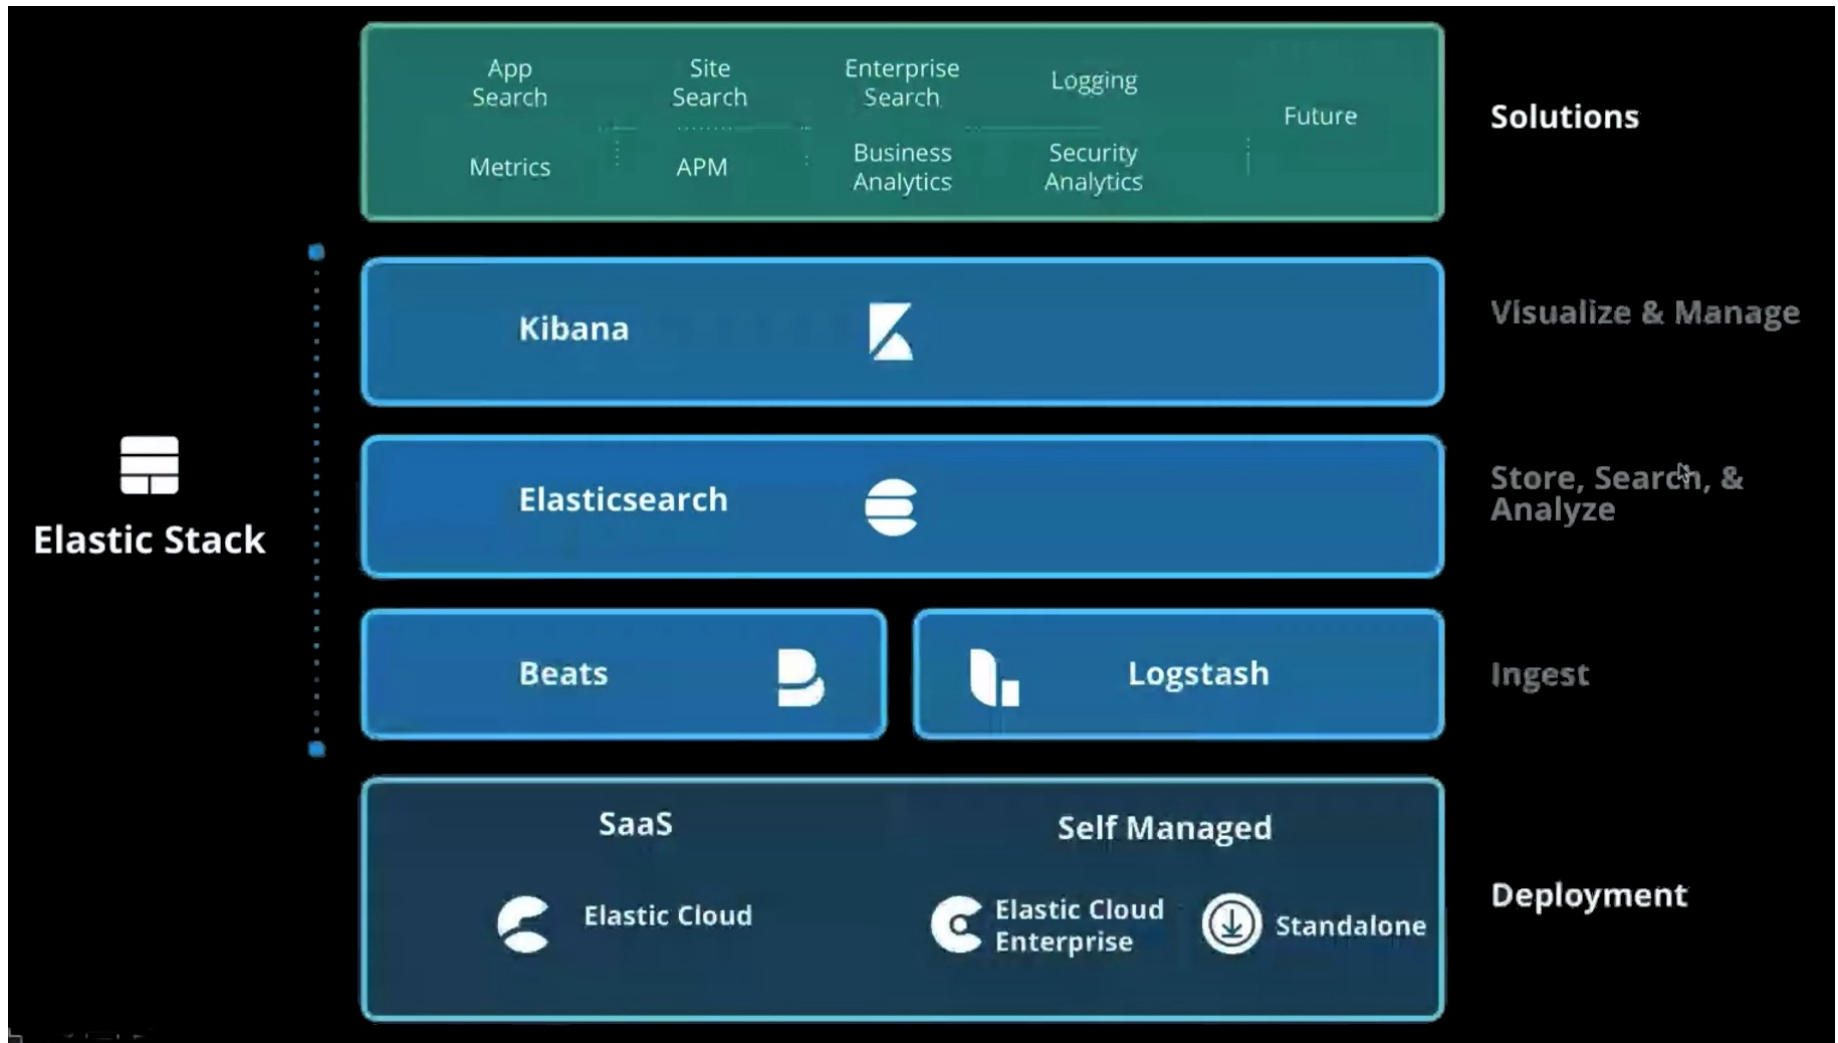 App
Search
Site
Search
Enterprise
Search
Logging
Future
Metrics
APM
Business
Analytics
Security
Analytics
Solutions
Kibana
Visualize & Manage
Elasticsearch
Store, Search, &
Analyze
Elastic Stack
Beats
Logstash
Ingest
SaaS
Self Managed
Elastic Cloud
Elastic Cloud
Enterprise
Standalone
Deployment